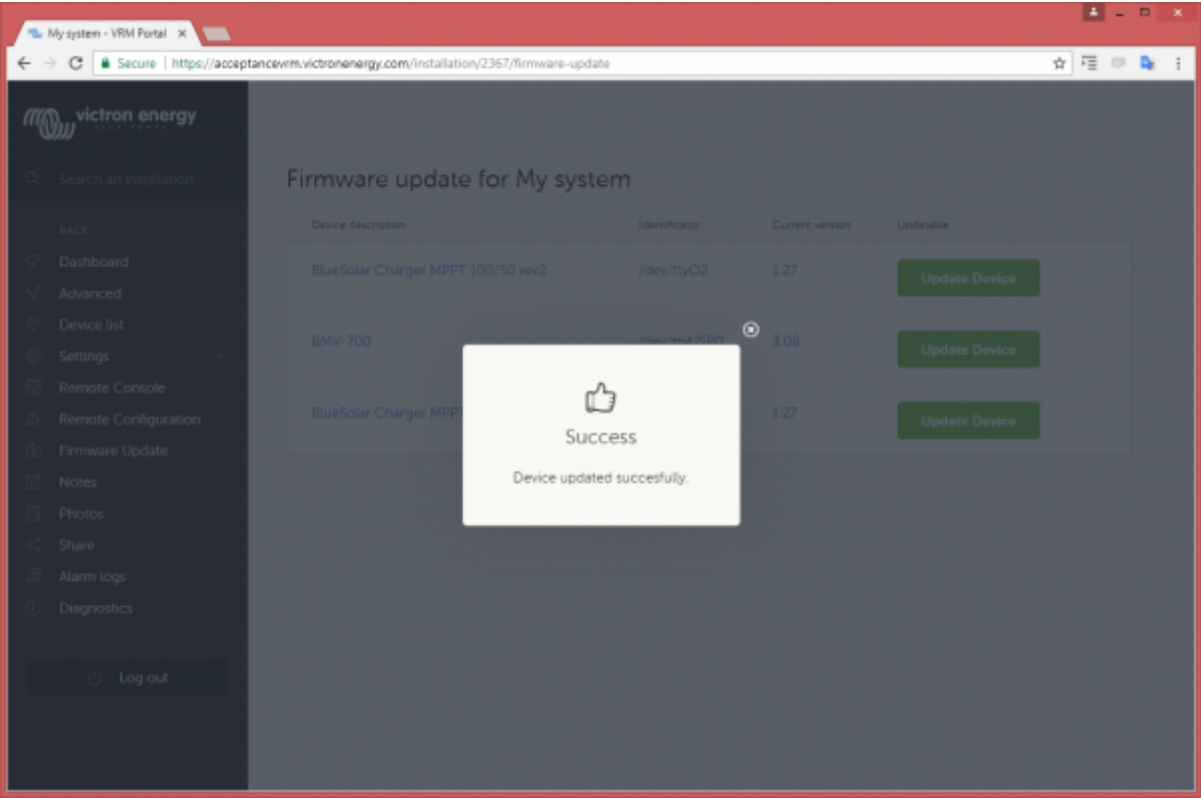 My system - VRM Portal
Secure https://acceptancevrm.victronenergy.com/installation/2367/firmware-update
victron energy
Search an installation
BACK
Dashboard
Advanced
Device list
Settings
Remote Console
Remote Configuration
Firmware Update
Notes
Photos
Share
Alarm logs
Diagnostics
Log out
Firmware update for My system
Device description Identificator Current version Updatable
BlueSolar Charger MPPT 100/50 rev2 /dev/ttyO2 1.27 Update Device
BMV-700 3.08 Update Device
BlueSolar Charger MPPT 1.27 Update Device
Success
Device updated succesfully.